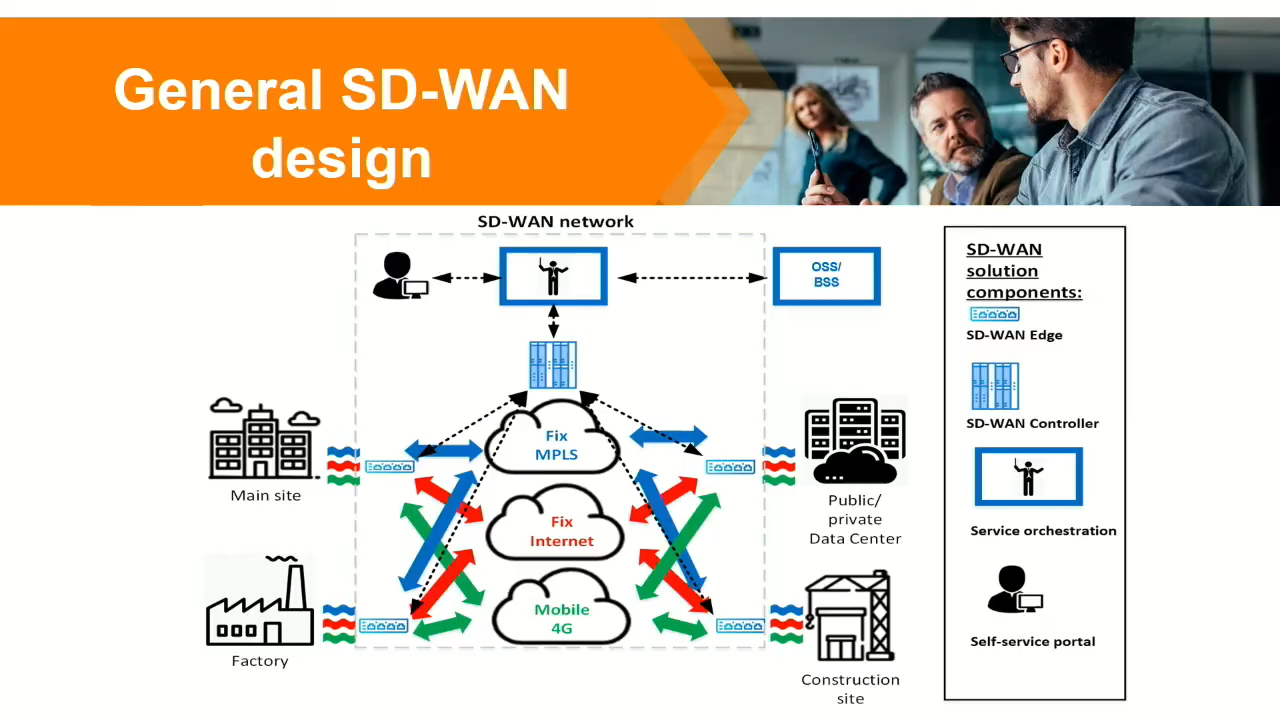 General SD-WAN
design
SD-WAN network
OSS/
BSS
Fix
MPLS
Fix
Internet
Mobile
4G
Main site
Factory
Public/
private
Data Center
Construction
site
SD-WAN
solution
components:
SD-WAN Edge
SD-WAN Controller
Service orchestration
Self-service portal